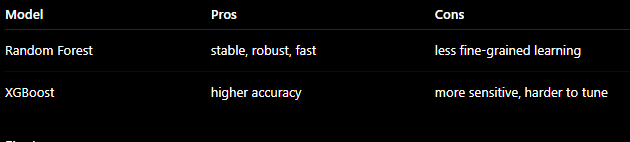 Model Pros Cons
Random Forest stable, robust, fast less fine-grained learning
XGBoost higher accuracy more sensitive, harder to tune